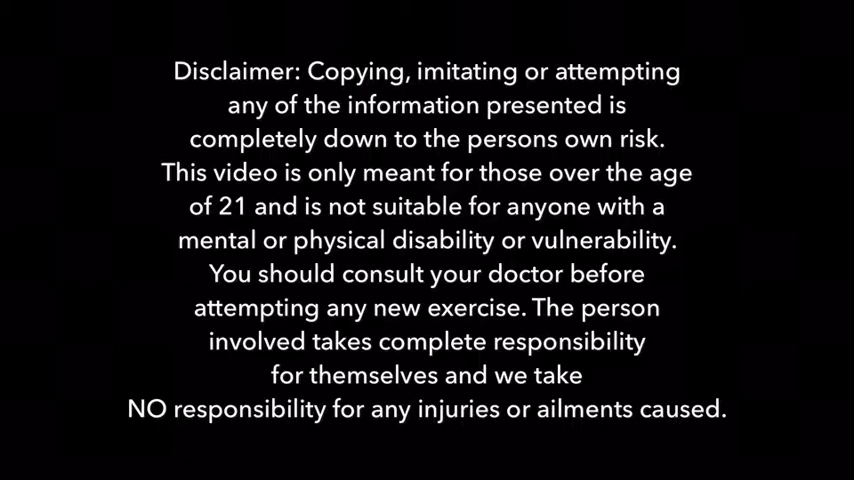 Disclaimer: Copying, imitating or attempting
any of the information presented is
completely down to the persons own risk.
This video is only meant for those over the age
of 21 and is not suitable for anyone with a
mental or physical disability or vulnerability.
You should consult your doctor before
attempting any new exercise. The person
involved takes complete responsibility
for themselves and we take
NO responsibility for any injuries or ailments caused.